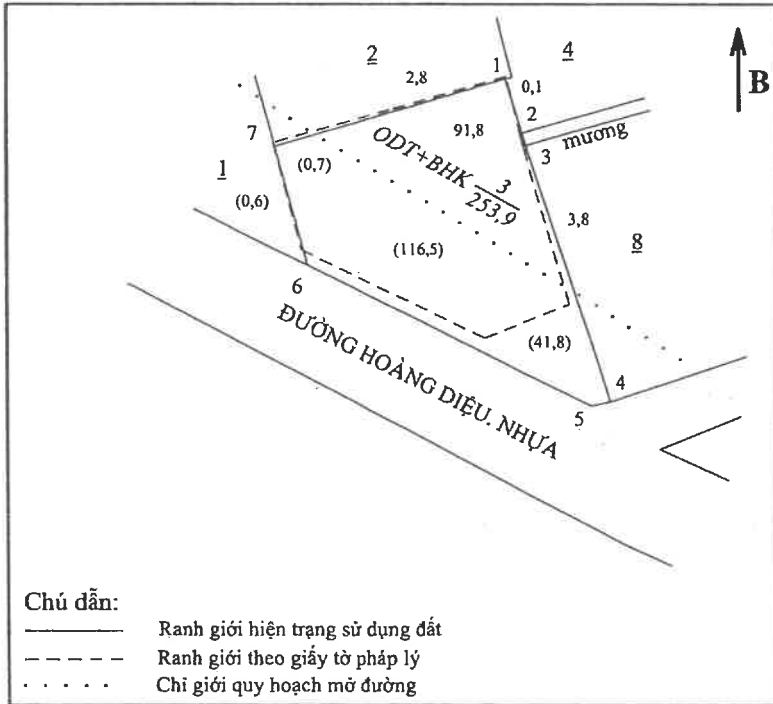 2
4
1
2,8
0,1
B
2
91,8
7
mương
ODT+BHK 3/253,9
3
(0,7)
1
(0,6)
3,8
8
(116,5)
6
(41,8)
4
5
ĐƯỜNG HOÀNG DIỆU. NHỰA
Chú dẫn:
Ranh giới hiện trạng sử dụng đất
Ranh giới theo giấy tờ pháp lý
Chỉ giới quy hoạch mở đường